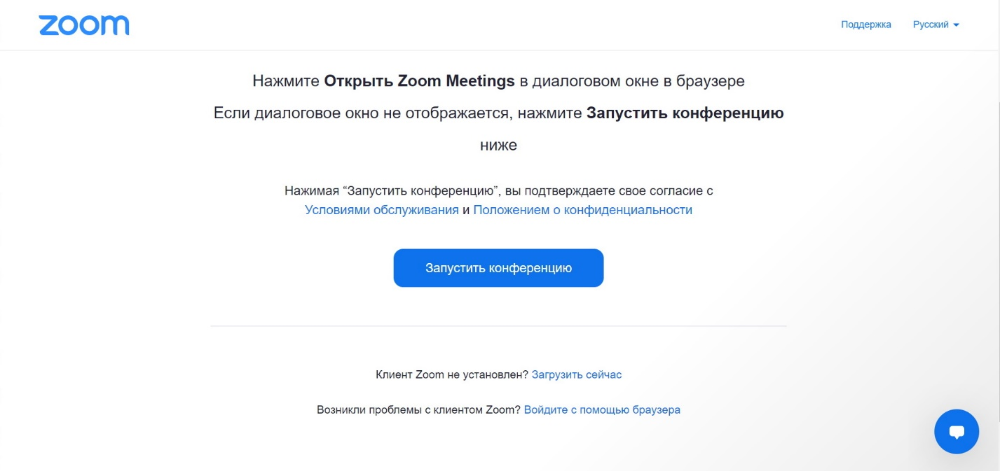 zoom
Поддержка Русский
Нажмите Открыть Zoom Meetings в диалоговом окне в браузере
Если диалоговое окно не отображается, нажмите Запустить конференцию
ниже
Нажимая “Запустить конференцию”, вы подтверждаете свое согласие с
Условиями обслуживания и Положением о конфиденциальности
Запустить конференцию
Клиент Zoom не установлен? Загрузить сейчас
Возникли проблемы с клиентом Zoom? Войдите с помощью браузера